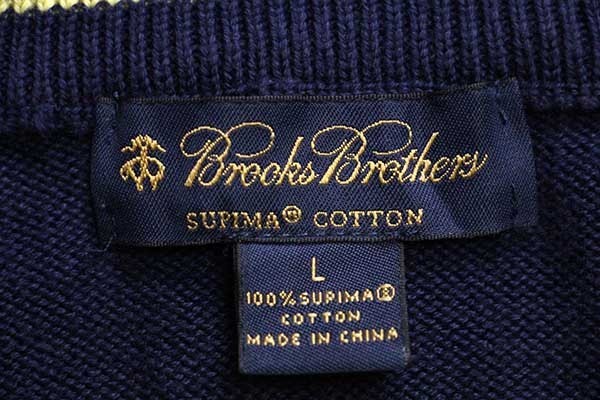 Brooks Brothers
SUPIMA® COTTON
L
100% SUPIMA®
COTTON
MADE IN CHINA